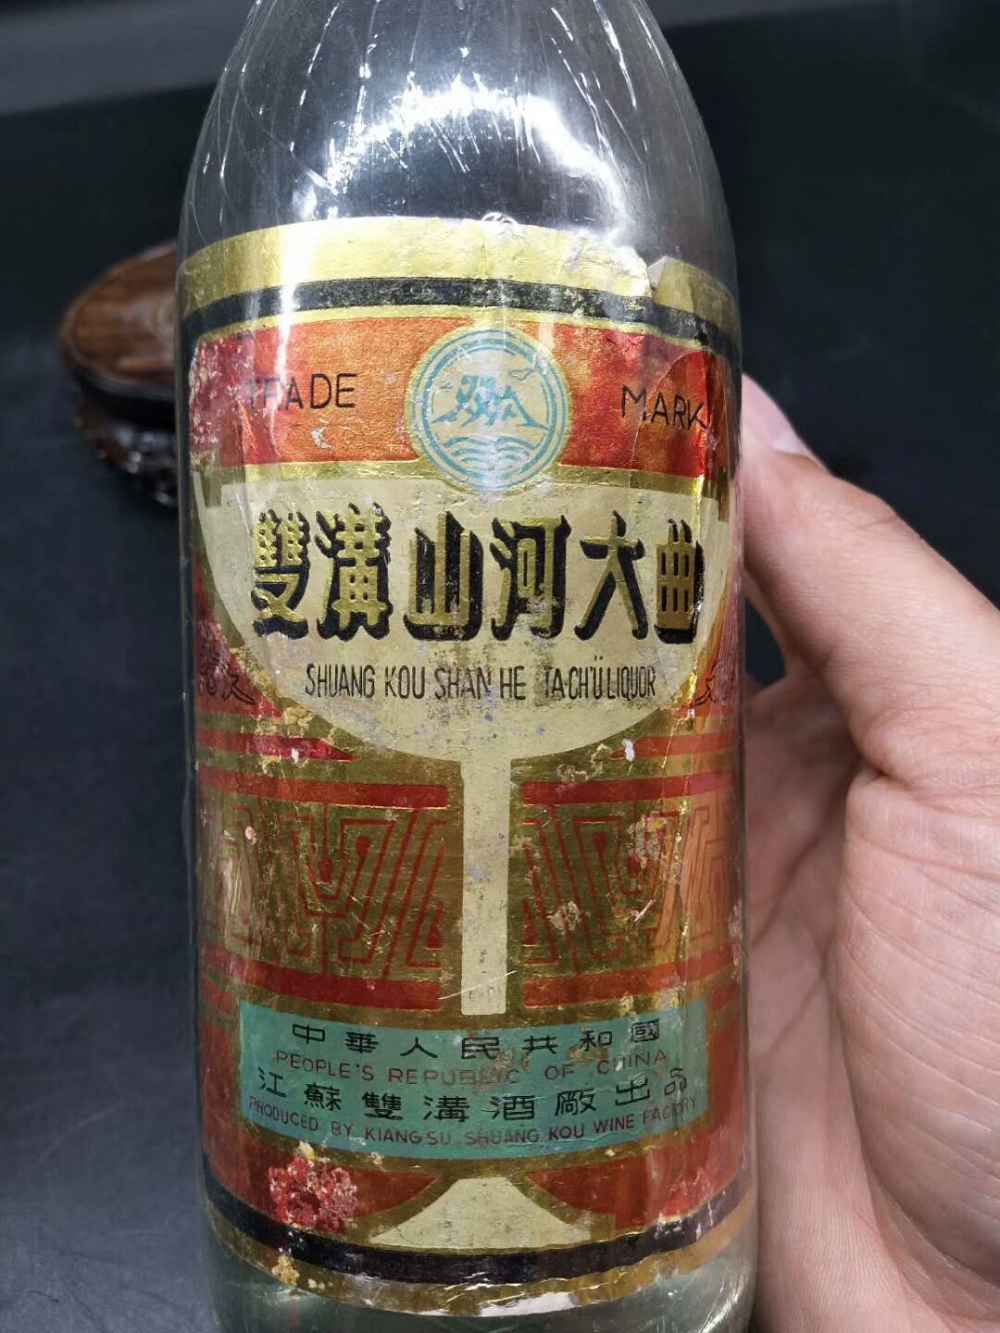 TRADE
MARK
雙溝山河大曲
SHUANG KOU SHAN HE TACH'Ü LIQUOR
中華人民共和國
PEOPLE'S REPUBLIC OF CHINA
江蘇雙溝酒廠出品
PRODUCED BY KIANGSU SHUANG KOU WINE FACTORY